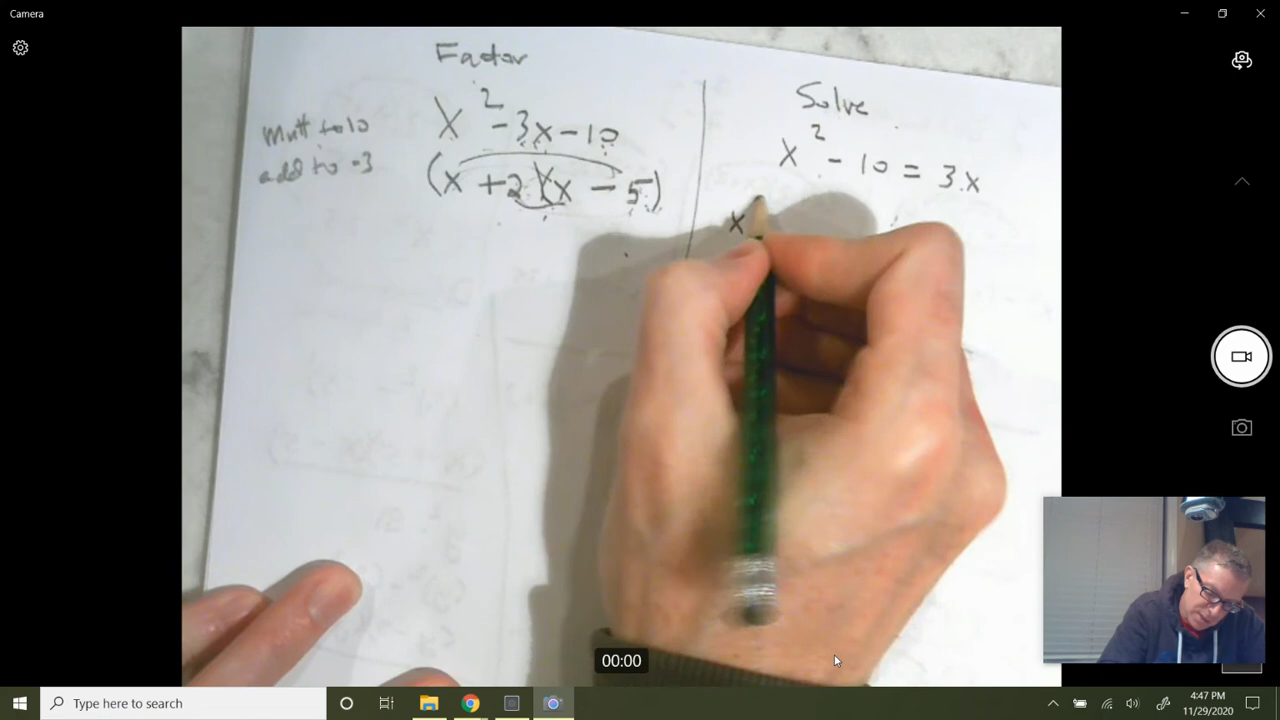 Camera
Factor
x² - 3x - 10
(x + 2)(x - 5)
Mult to 10
add to -3
Solve
x² - 10 = 3x
x
00:00
Type here to search
4:47 PM
11/29/2020